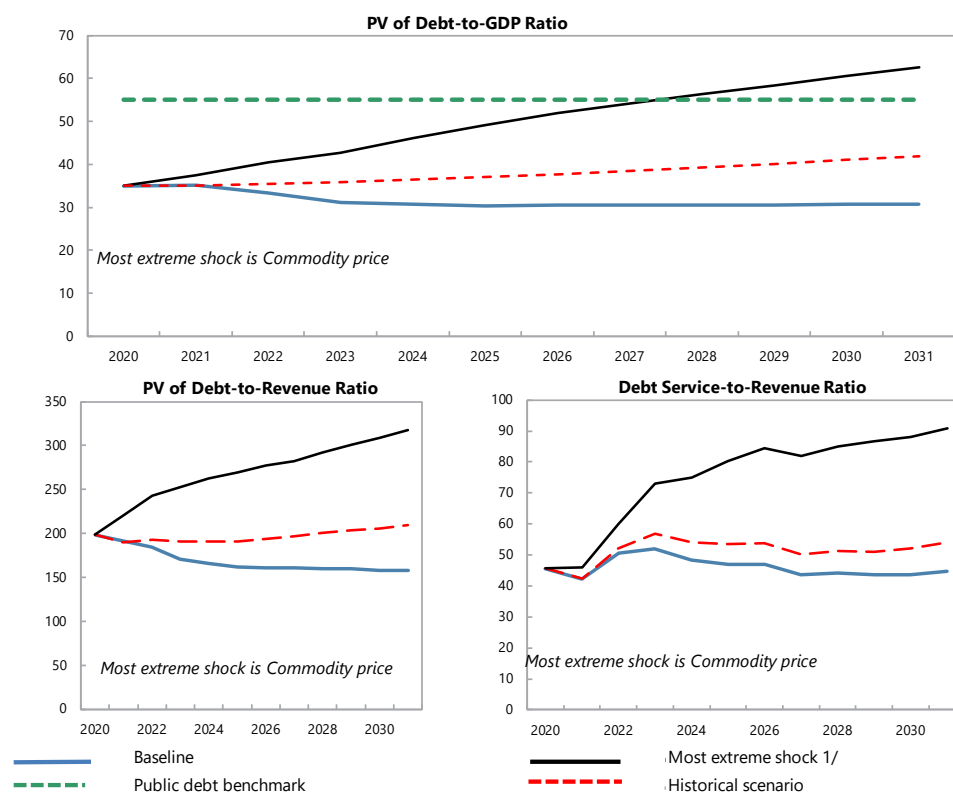 PV of Debt-to-GDP Ratio
70
60
50
40
30
20
10
0
Most extreme shock is Commodity price
2020 2021 2022 2023 2024 2025 2026 2027 2028 2029 2030 2031
PV of Debt-to-Revenue Ratio
350
300
250
200
150
100
50
0
Most extreme shock is Commodity price
2020 2022 2024 2026 2028 2030
Debt Service-to-Revenue Ratio
100
90
80
70
60
50
40
30
20
10
0
Most extreme shock is Commodity price
2020 2022 2024 2026 2028 2030
Baseline
Most extreme shock 1/
Public debt benchmark
Historical scenario